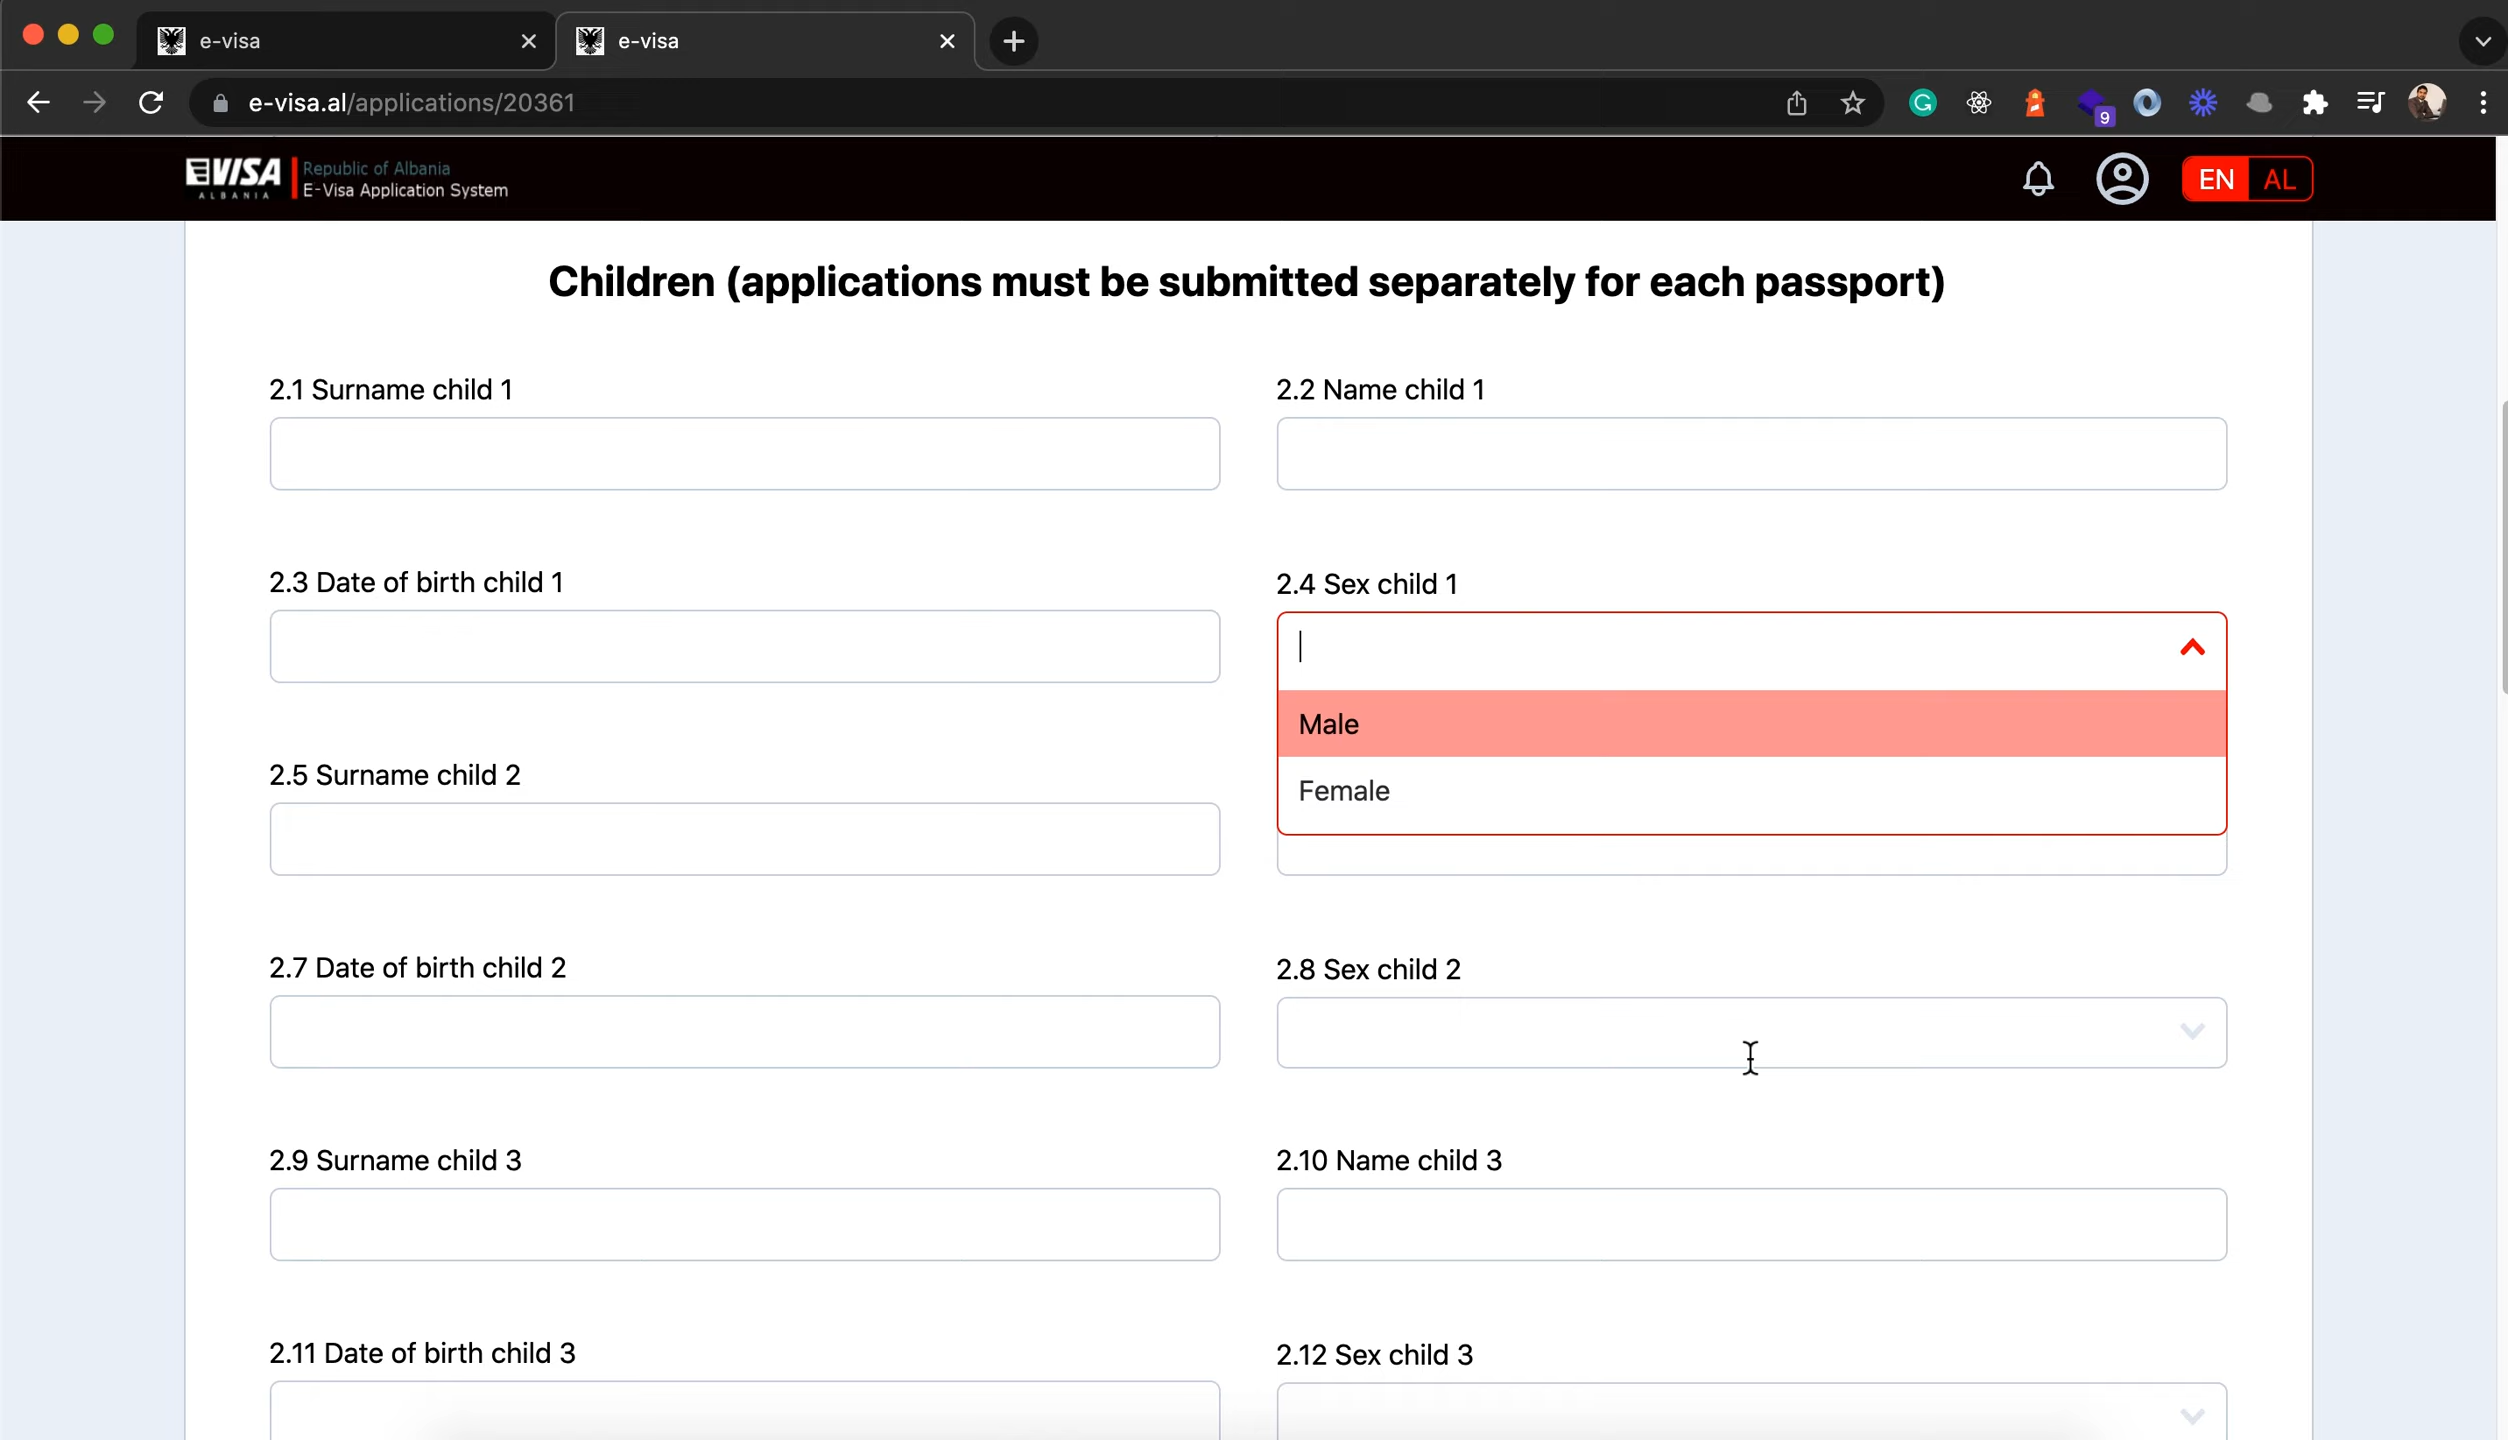 e-visa
e-visa
e-visa.al/applications/20361
9
EVISA
ALBANIA
Republic of Albania
E-Visa Application System
EN AL
Children (applications must be submitted separately for each passport)
2.1 Surname child 1
2.2 Name child 1
2.3 Date of birth child 1
2.4 Sex child 1
Male
Female
2.5 Surname child 2
2.7 Date of birth child 2
2.8 Sex child 2
2.9 Surname child 3
2.10 Name child 3
2.11 Date of birth child 3
2.12 Sex child 3